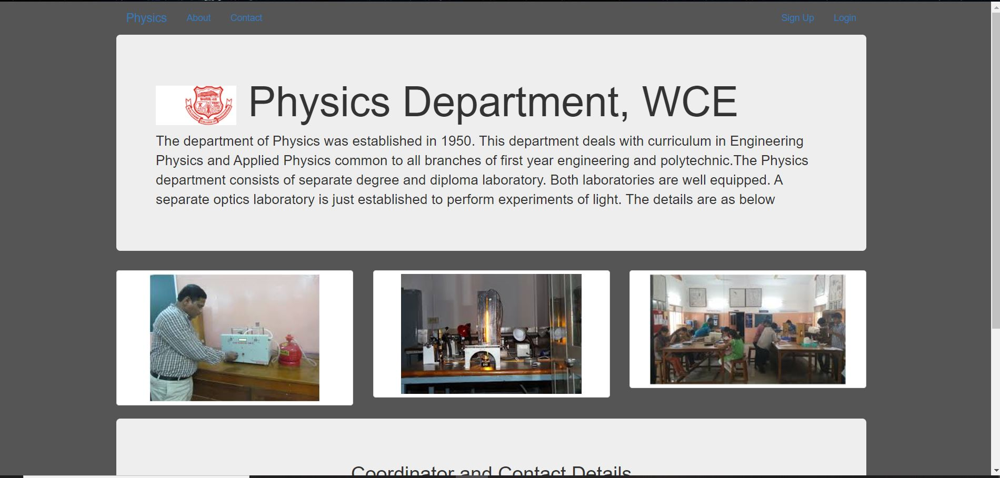 Physics About Contact Sign Up Login
Physics Department, WCE
The department of Physics was established in 1950. This department deals with curriculum in Engineering
Physics and Applied Physics common to all branches of first year engineering and polytechnic.The Physics
department consists of separate degree and diploma laboratory. Both laboratories are well equipped. A
separate optics laboratory is just established to perform experiments of light. The details are as below
Coordinator and Contact Details